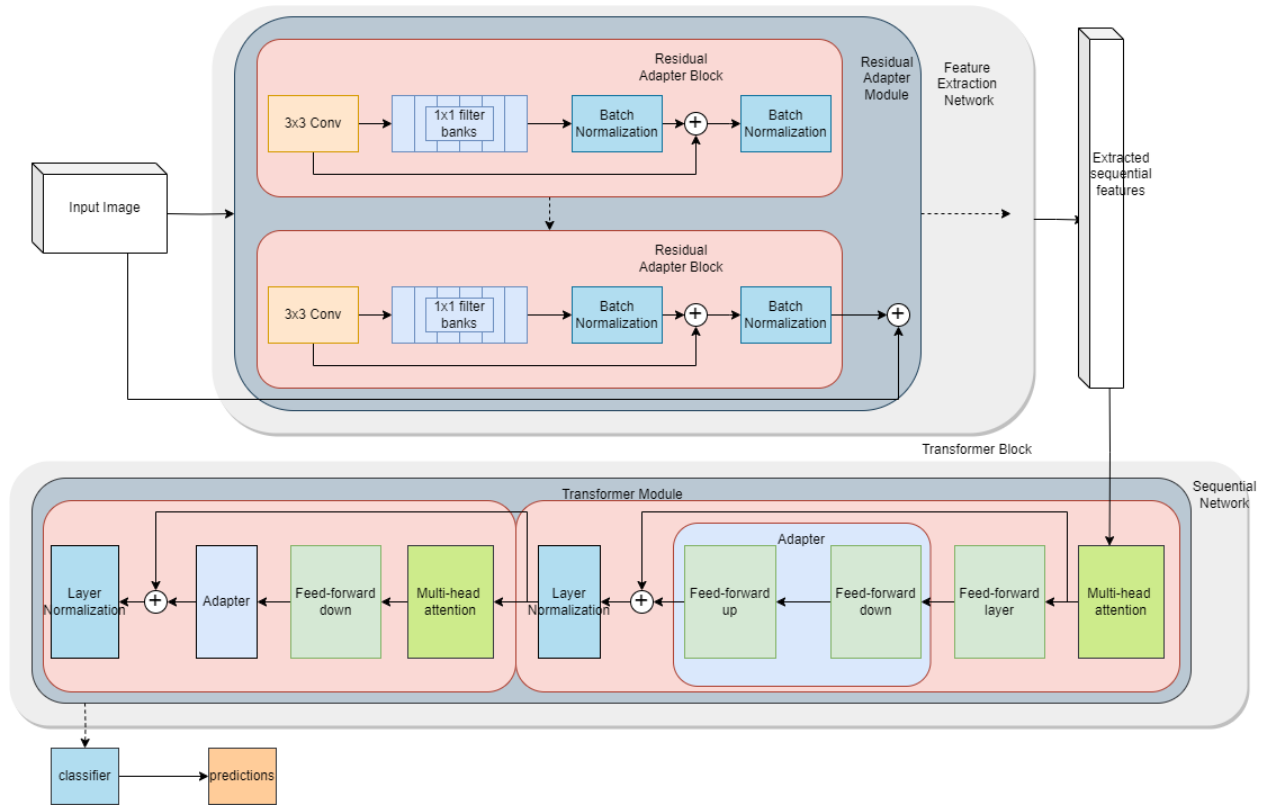 Residual
Adapter Block
Residual
Adapter
Module
Feature
Extraction
Network
3x3 Conv
1x1 filter
banks
Batch
Normalization
Batch
Normalization
Input Image
Extracted
sequential
features
Residual
Adapter Block
3x3 Conv
1x1 filter
banks
Batch
Normalization
Batch
Normalization
Transformer Block
Sequential
Network
Transformer Module
Adapter
Layer
Normalization
Adapter
Feed-forward
down
Multi-head
attention
Layer
Normalization
Feed-forward
up
Feed-forward
down
Feed-forward
layer
Multi-head
attention
classifier
predictions